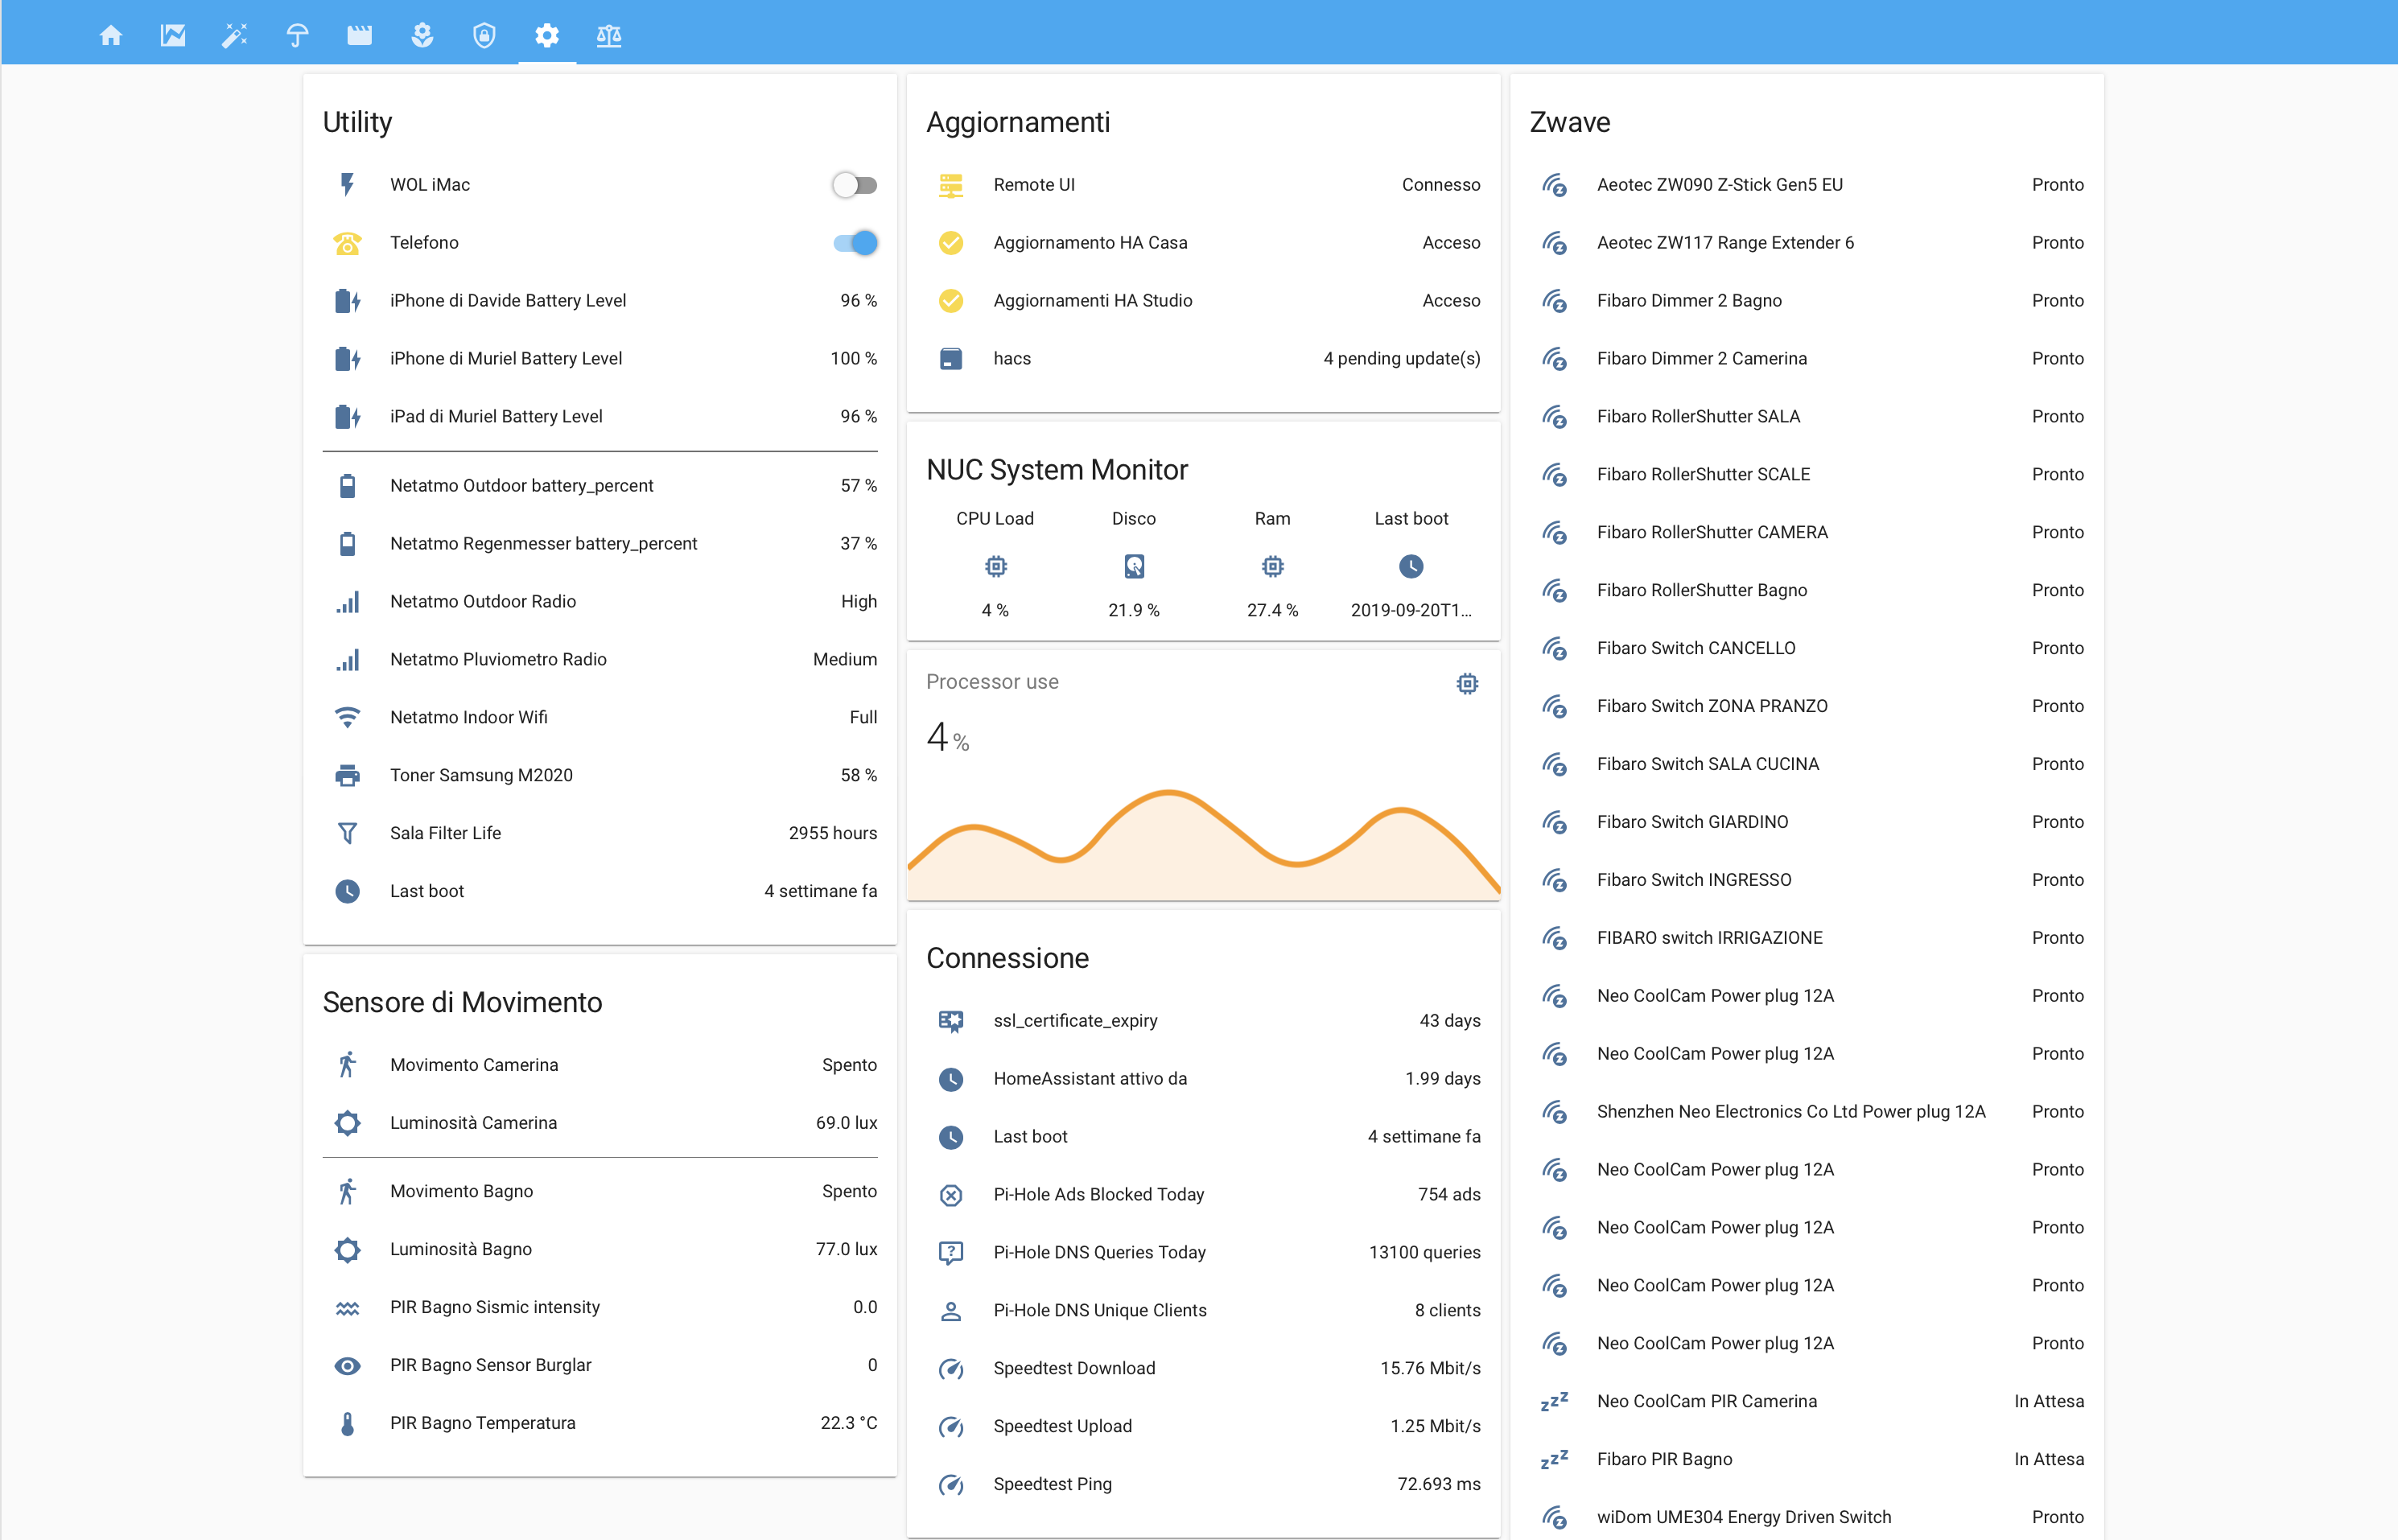 Utility
WOL iMac
Telefono
iPhone di Davide Battery Level 96 %
iPhone di Muriel Battery Level 100 %
iPad di Muriel Battery Level 96 %
Netatmo Outdoor battery_percent 57 %
Netatmo Regenmesser battery_percent 37 %
Netatmo Outdoor Radio High
Netatmo Pluviometro Radio Medium
Netatmo Indoor Wifi Full
Toner Samsung M2020 58 %
Sala Filter Life 2955 hours
Last boot 4 settimane fa
Sensore di Movimento
Movimento Camerina Spento
Luminosità Camerina 69.0 lux
Movimento Bagno Spento
Luminosità Bagno 77.0 lux
PIR Bagno Sismic intensity 0.0
PIR Bagno Sensor Burglar 0
PIR Bagno Temperatura 22.3 °C
Aggiornamenti
Remote UI Connesso
Aggiornamento HA Casa Acceso
Aggiornamenti HA Studio Acceso
hacs 4 pending update(s)
NUC System Monitor
CPU Load Disco Ram Last boot
4 % 21.9 % 27.4 % 2019-09-20T1...
Processor use
4 %
Connessione
ssl_certificate_expiry 43 days
HomeAssistant attivo da 1.99 days
Last boot 4 settimane fa
Pi-Hole Ads Blocked Today 754 ads
Pi-Hole DNS Queries Today 13100 queries
Pi-Hole DNS Unique Clients 8 clients
Speedtest Download 15.76 Mbit/s
Speedtest Upload 1.25 Mbit/s
Speedtest Ping 72.693 ms
Zwave
Aeotec ZW090 Z-Stick Gen5 EU Pronto
Aeotec ZW117 Range Extender 6 Pronto
Fibaro Dimmer 2 Bagno Pronto
Fibaro Dimmer 2 Camerina Pronto
Fibaro RollerShutter SALA Pronto
Fibaro RollerShutter SCALE Pronto
Fibaro RollerShutter CAMERA Pronto
Fibaro RollerShutter Bagno Pronto
Fibaro Switch CANCELLO Pronto
Fibaro Switch ZONA PRANZO Pronto
Fibaro Switch SALA CUCINA Pronto
Fibaro Switch GIARDINO Pronto
Fibaro Switch INGRESSO Pronto
FIBARO switch IRRIGAZIONE Pronto
Neo CoolCam Power plug 12A Pronto
Neo CoolCam Power plug 12A Pronto
Shenzhen Neo Electronics Co Ltd Power plug 12A Pronto
Neo CoolCam Power plug 12A Pronto
Neo CoolCam Power plug 12A Pronto
Neo CoolCam Power plug 12A Pronto
Neo CoolCam Power plug 12A Pronto
Neo CoolCam PIR Camerina In Attesa
Fibaro PIR Bagno In Attesa
wiDom UME304 Energy Driven Switch Pronto